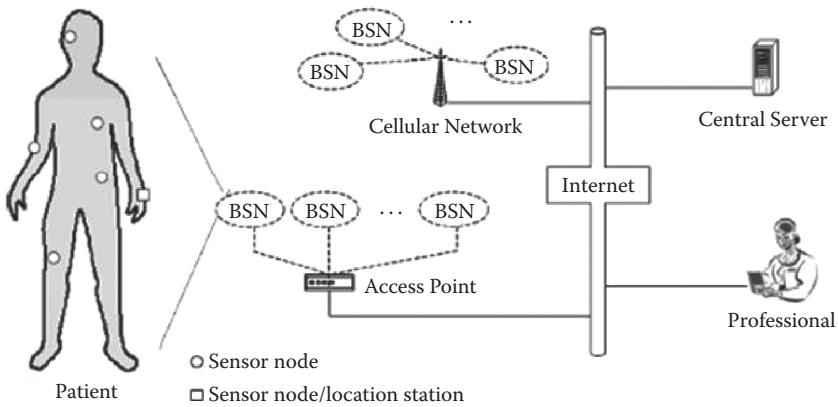 BSN
...
BSN
BSN
Cellular Network
Central Server
Internet
BSN
BSN
...
BSN
Access Point
Professional
Sensor node
Patient
Sensor node/location station